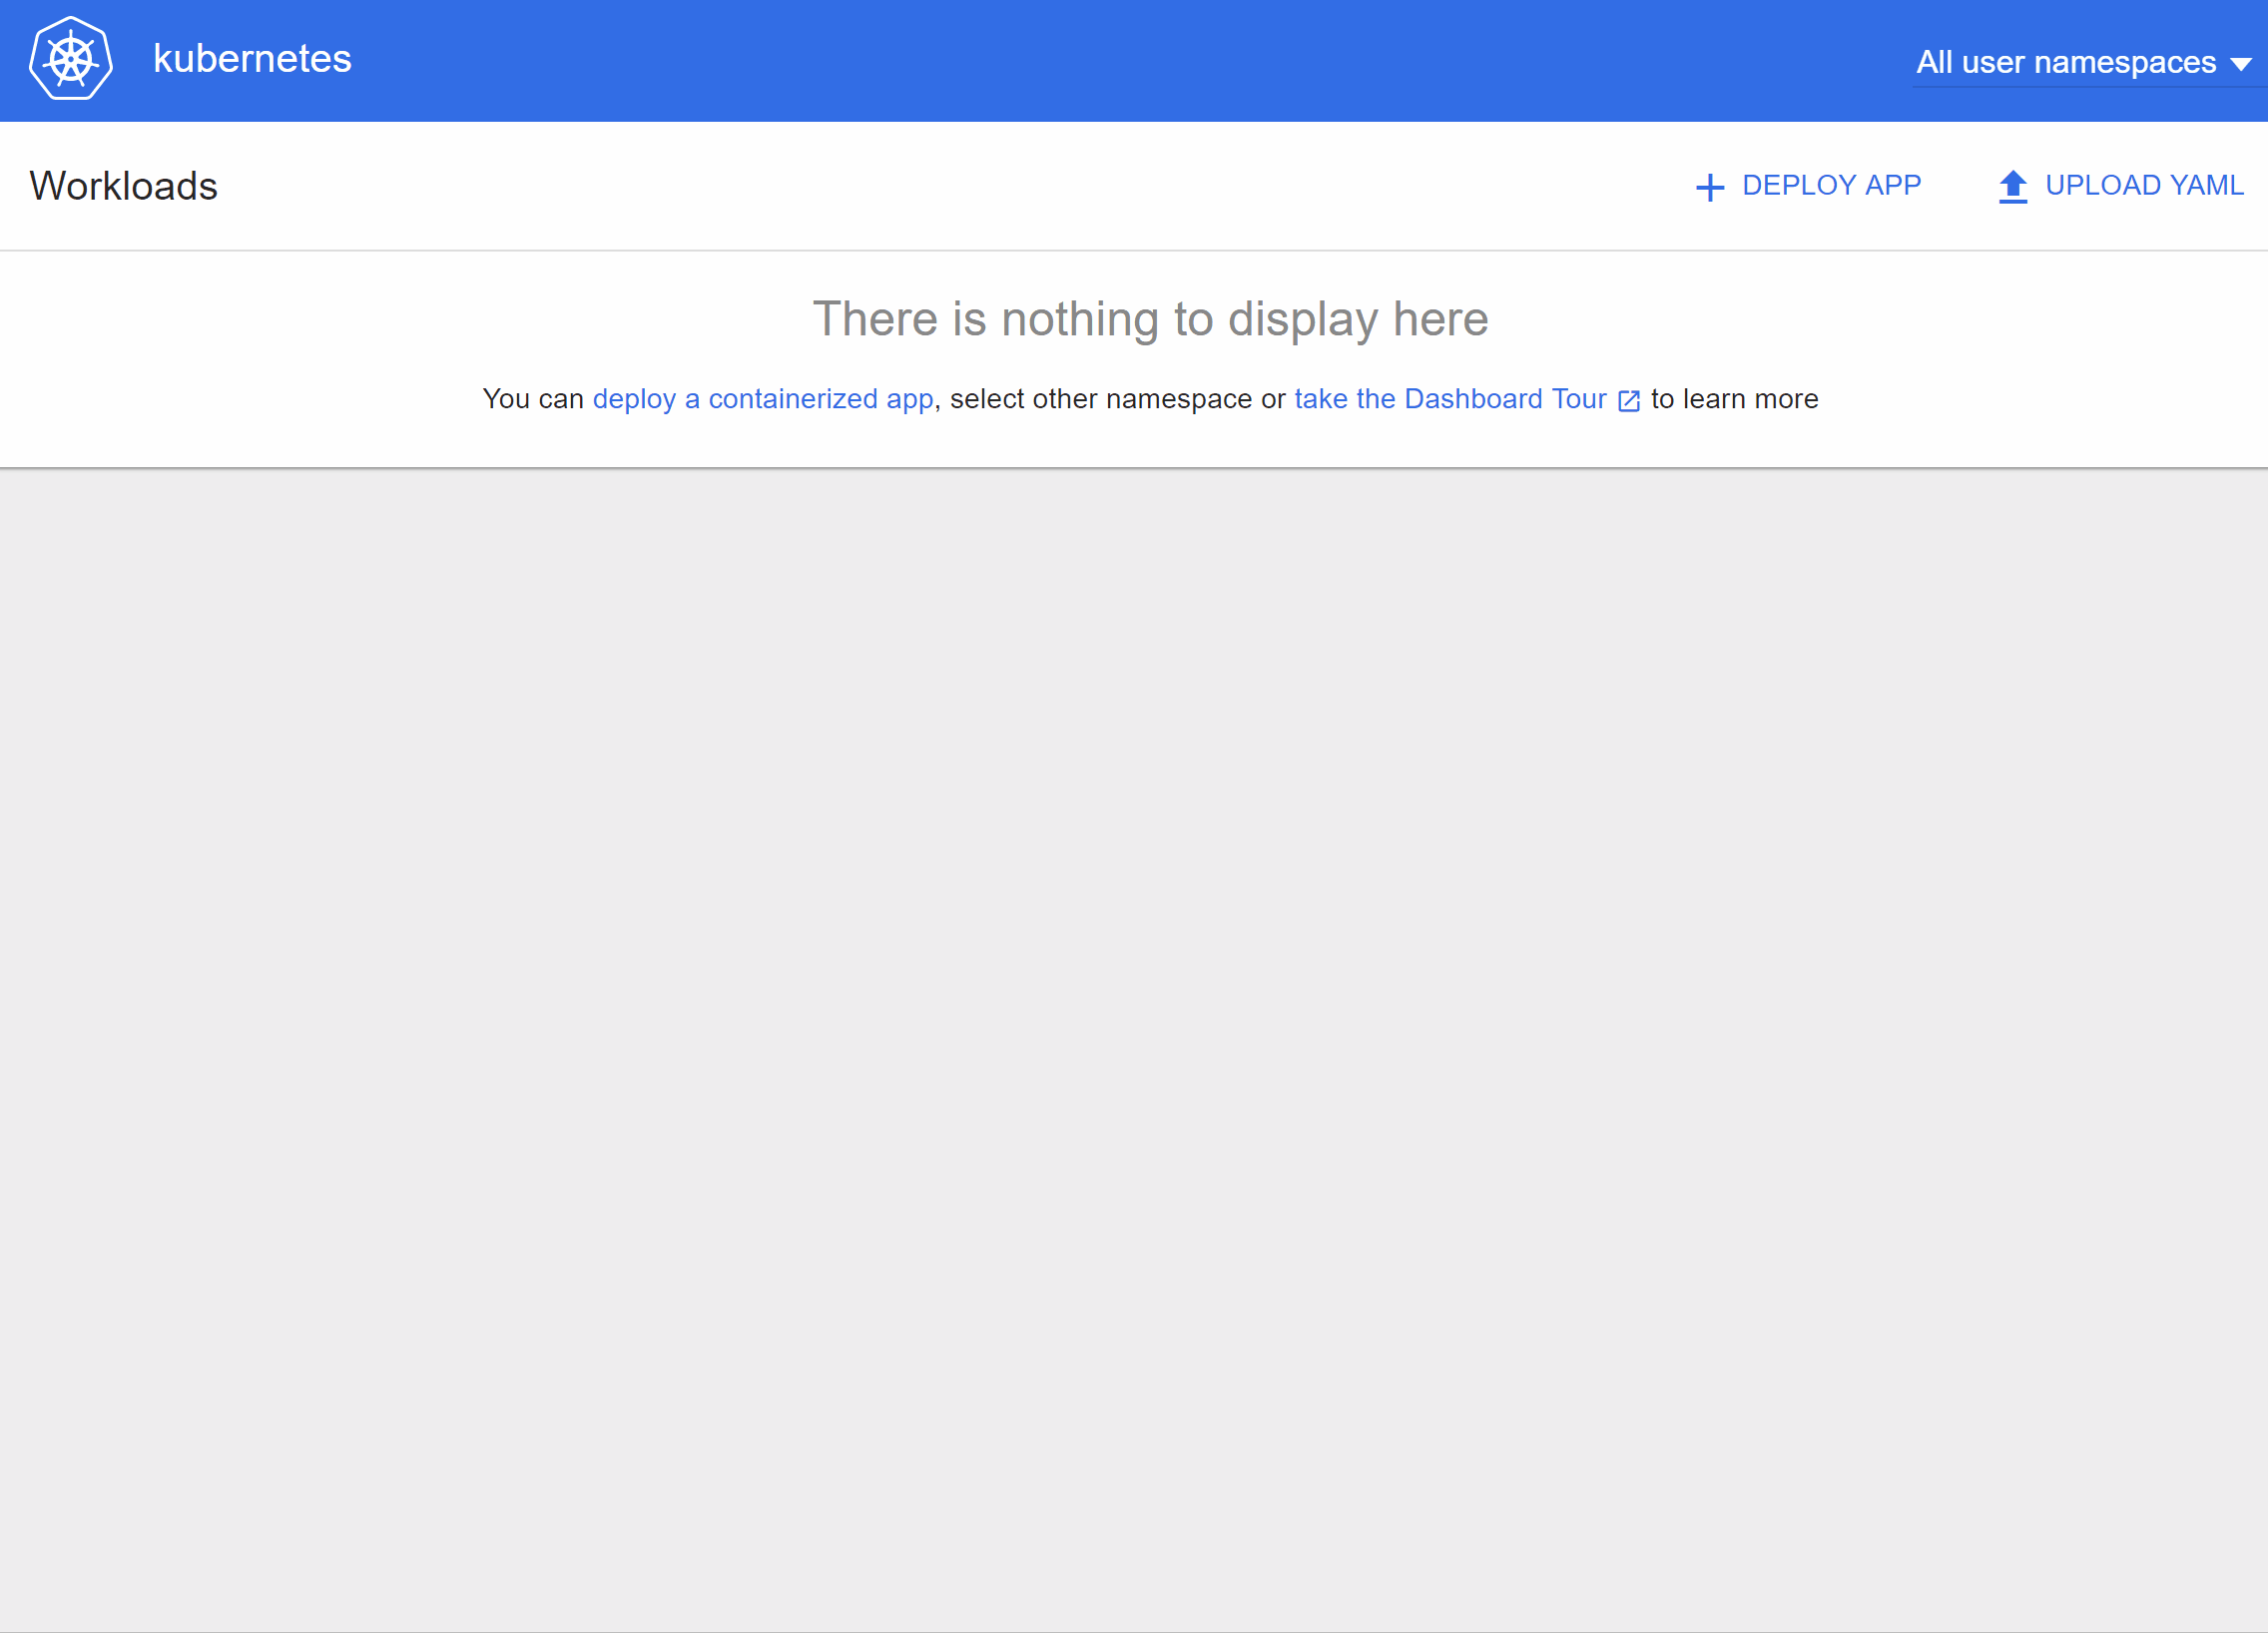 kubernetes
All user namespaces
Workloads
DEPLOY APP
UPLOAD YAML
There is nothing to display here
You can deploy a containerized app, select other namespace or take the Dashboard Tour to learn more